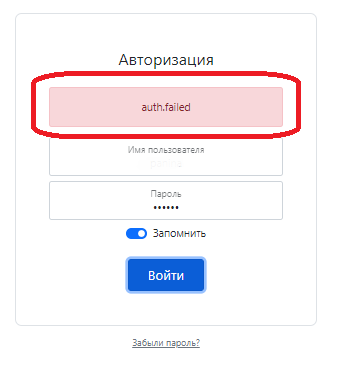 Авторизация
auth.failed
Имя пользователя
Пароль
••••••
Запомнить
Войти
Забыли пароль?